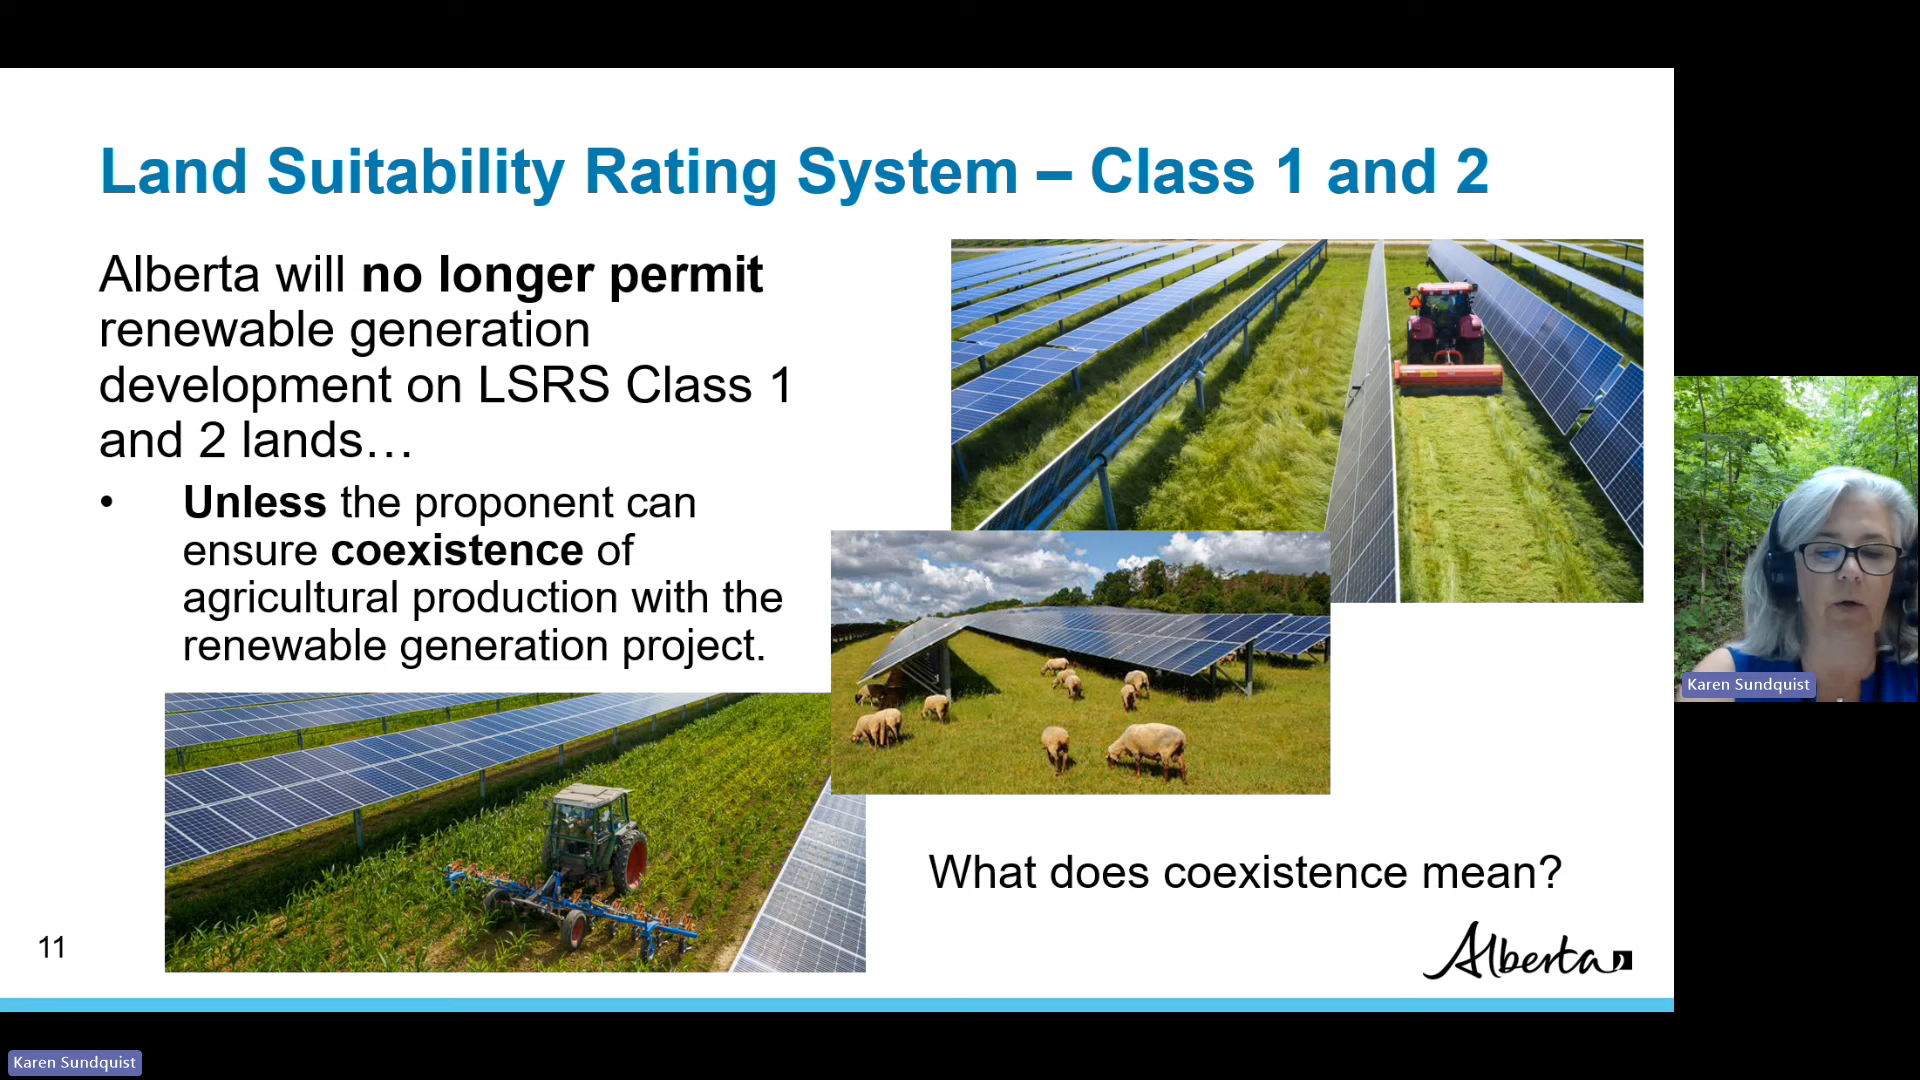 Land Suitability Rating System – Class 1 and 2
Alberta will no longer permit
renewable generation
development on LSRS Class 1
and 2 lands…
• Unless the proponent can
ensure coexistence of
agricultural production with the
renewable generation project.
What does coexistence mean?
11
Alberta
Karen Sundquist
Karen Sundquist